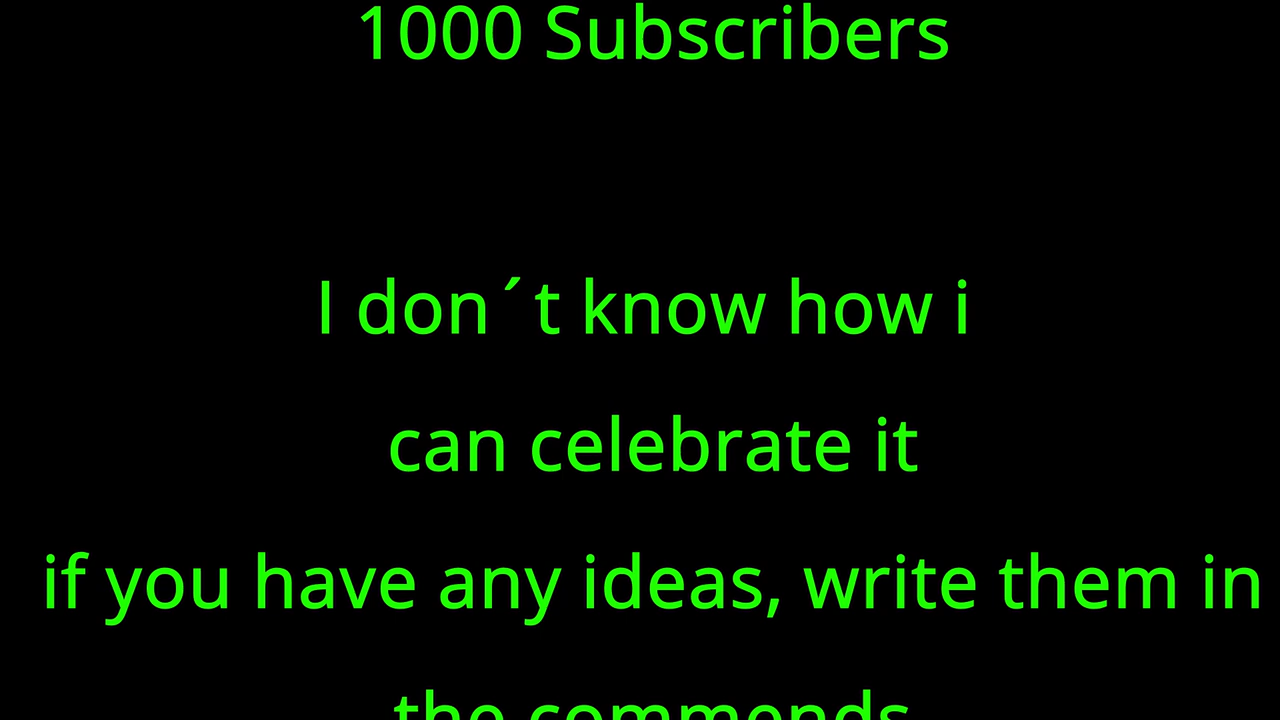 1000 Subscribers
I don´t know how i
can celebrate it
if you have any ideas, write them in
the commends